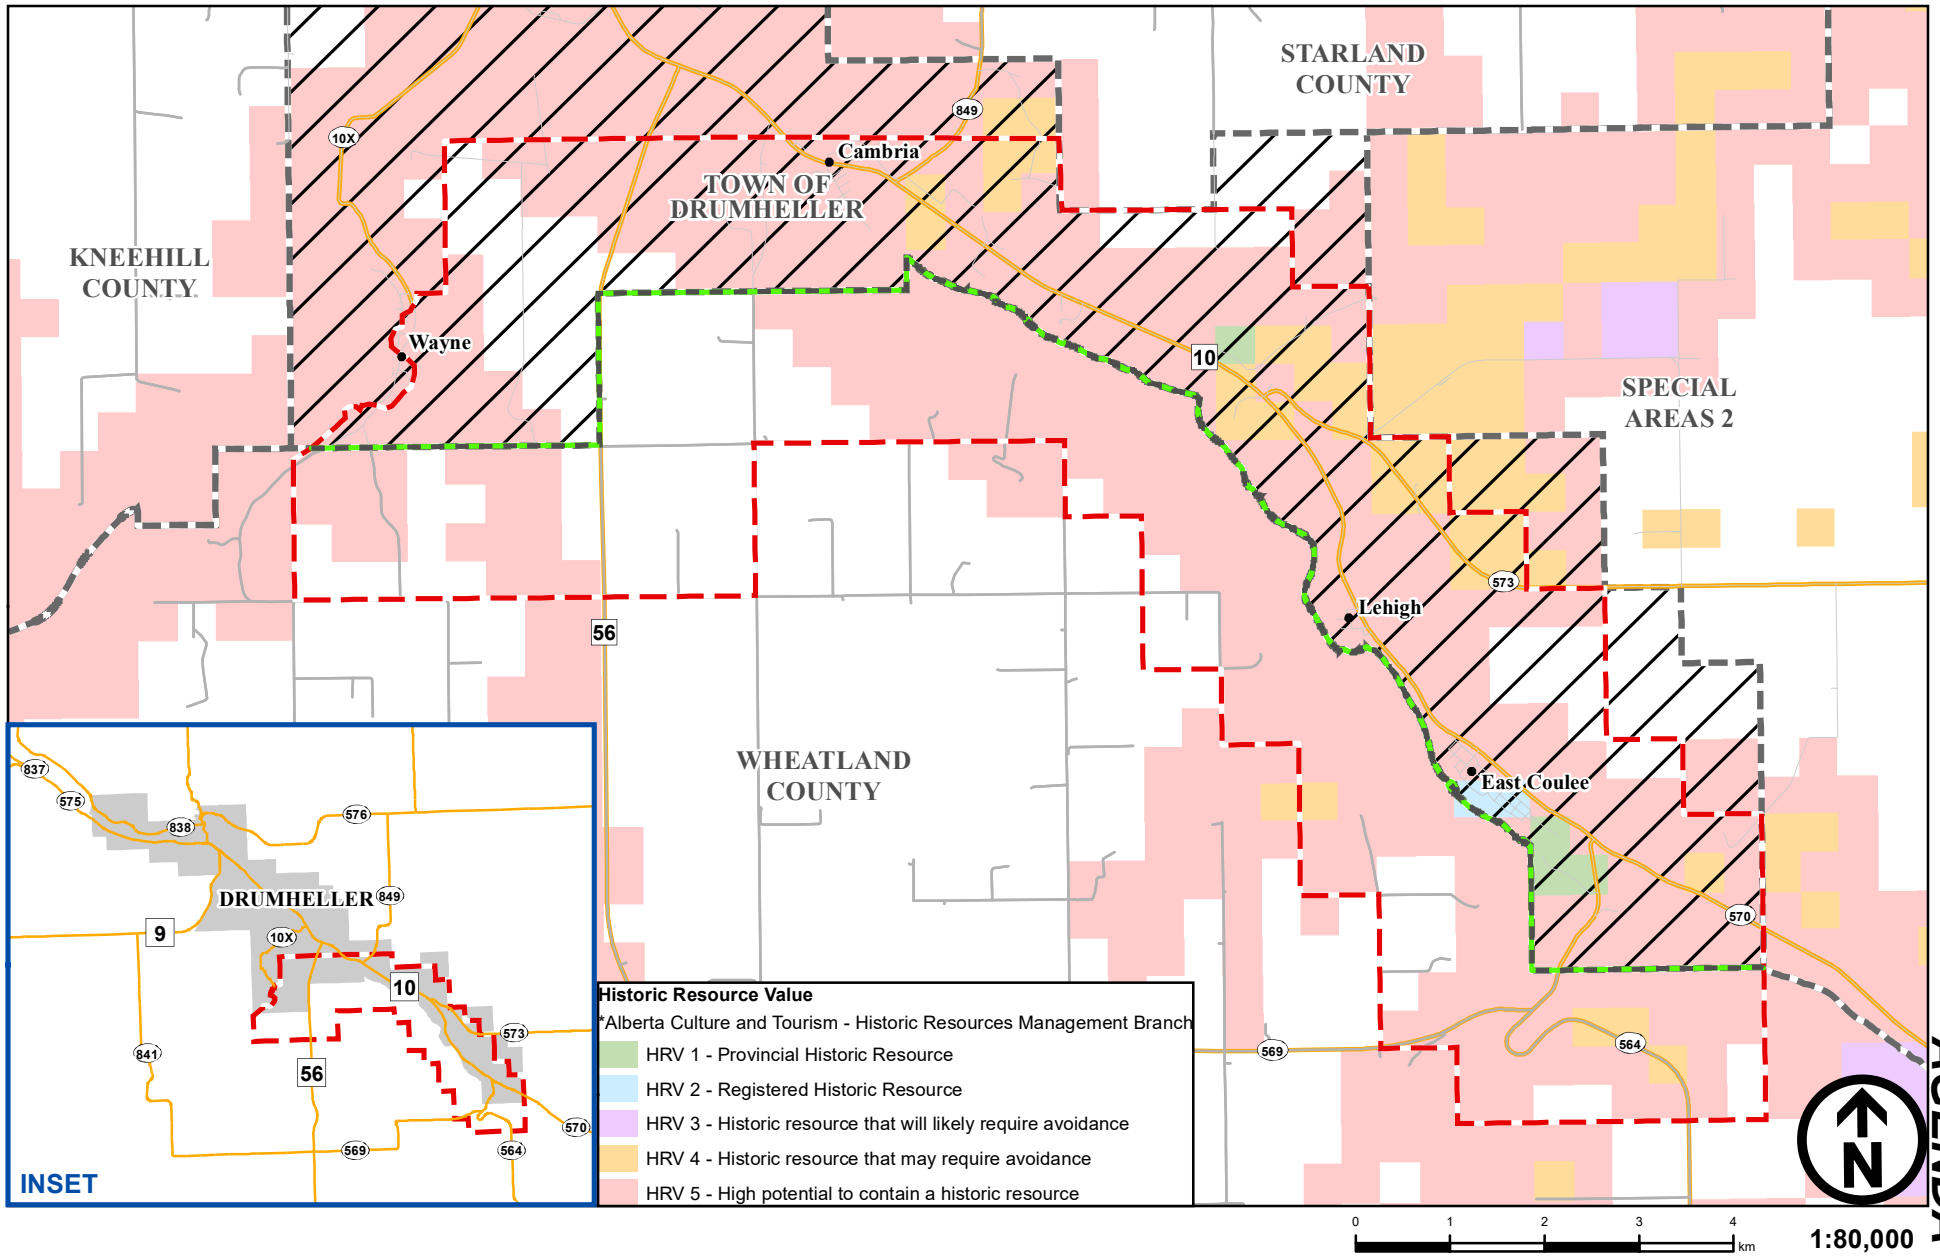 STARLAND
COUNTY
849
10X
Cambria
TOWN OF
DRUMHELLER
KNEEHILL
COUNTY
Wayne
10
SPECIAL
AREAS 2
573
Lehigh
56
WHEATLAND
COUNTY
East Coulee
570
569
564
837
575
838
576
DRUMHELLER
849
9
10X
10
573
841
56
570
569
564
INSET
Historic Resource Value
*Alberta Culture and Tourism - Historic Resources Management Branch
HRV 1 - Provincial Historic Resource
HRV 2 - Registered Historic Resource
HRV 3 - Historic resource that will likely require avoidance
HRV 4 - Historic resource that may require avoidance
HRV 5 - High potential to contain a historic resource
N
0 1 2 3 4
km
1:80,000